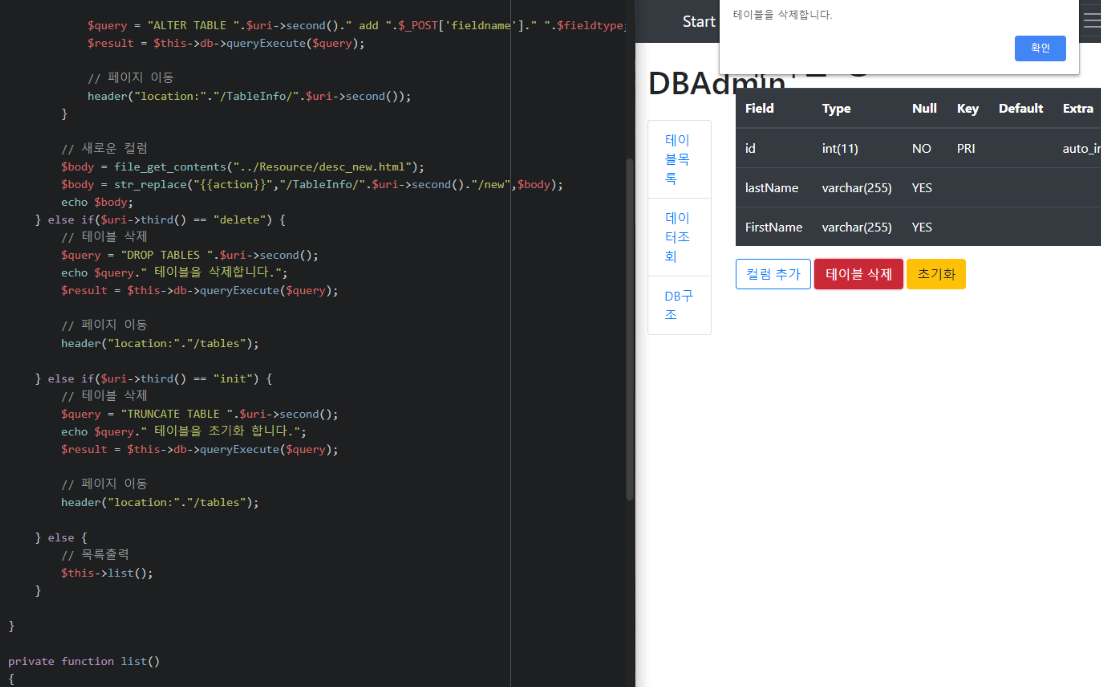 $query = "ALTER TABLE ".$uri->second()." add ".$_POST['fieldname']." ".$fieldtype;
$result = $this->db->queryExecute($query);
// 페이지 이동
header("location:"."/TableInfo/".$uri->second());
}
// 새로운 컬럼
$body = file_get_contents("../Resource/desc_new.html");
$body = str_replace("{{action}}","/TableInfo/".$uri->second()."/new",$body);
echo $body;
} else if($uri->third() == "delete") {
// 테이블 삭제
$query = "DROP TABLES ".$uri->second();
echo $query." 테이블을 삭제합니다.";
$result = $this->db->queryExecute($query);
// 페이지 이동
header("location:"."/tables");
} else if($uri->third() == "init") {
// 테이블 삭제
$query = "TRUNCATE TABLE ".$uri->second();
echo $query." 테이블을 초기화 합니다.";
$result = $this->db->queryExecute($query);
// 페이지 이동
header("location:"."/tables");
} else {
// 목록출력
$this->list();
}
}
private function list()
{
Start
테이블을 삭제합니다.
확인
DBAdmin
테이
블목
록
데이
터조
회
DB구
조
Field Type Null Key Default Extra
id int(11) NO PRI auto_in
lastName varchar(255) YES
FirstName varchar(255) YES
컬럼 추가 테이블 삭제 초기화